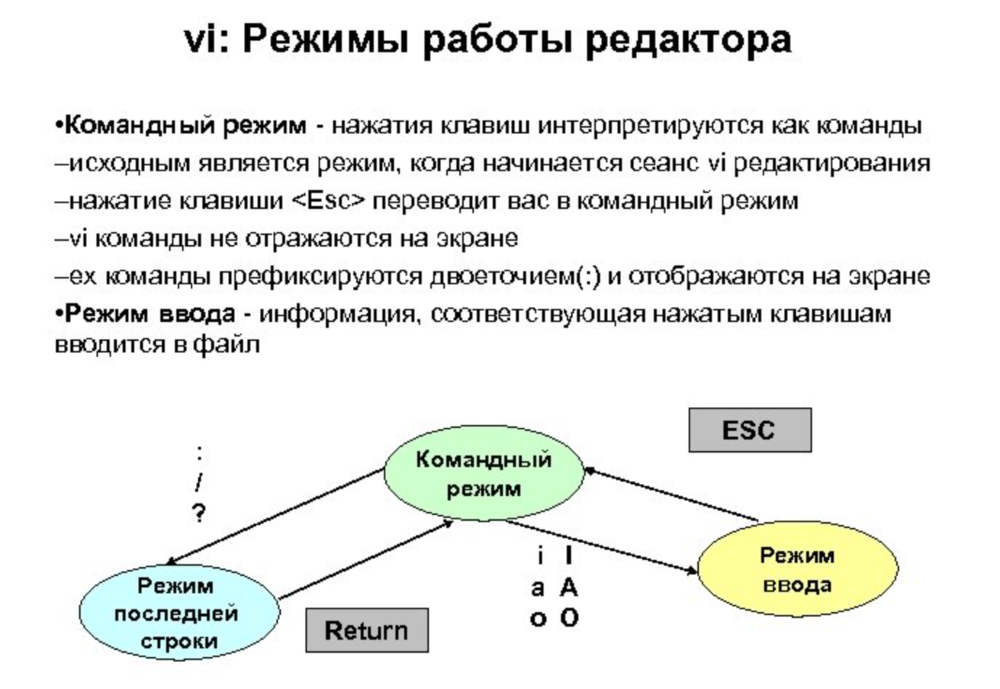 vi: Режимы работы редактора
•Командный режим - нажатия клавиш интерпретируются как команды
–исходным является режим, когда начинается сеанс vi редактирования
–нажатие клавиши <Esc> переводит вас в командный режим
–vi команды не отражаются на экране
–ex команды префиксируются двоеточием(:) и отображаются на экране
•Режим ввода - информация, соответствующая нажатым клавишам
вводится в файл
ESC
:
/
?
Командный
режим
i I
a A
o O
Режим
ввода
Режим
последней
строки
Return